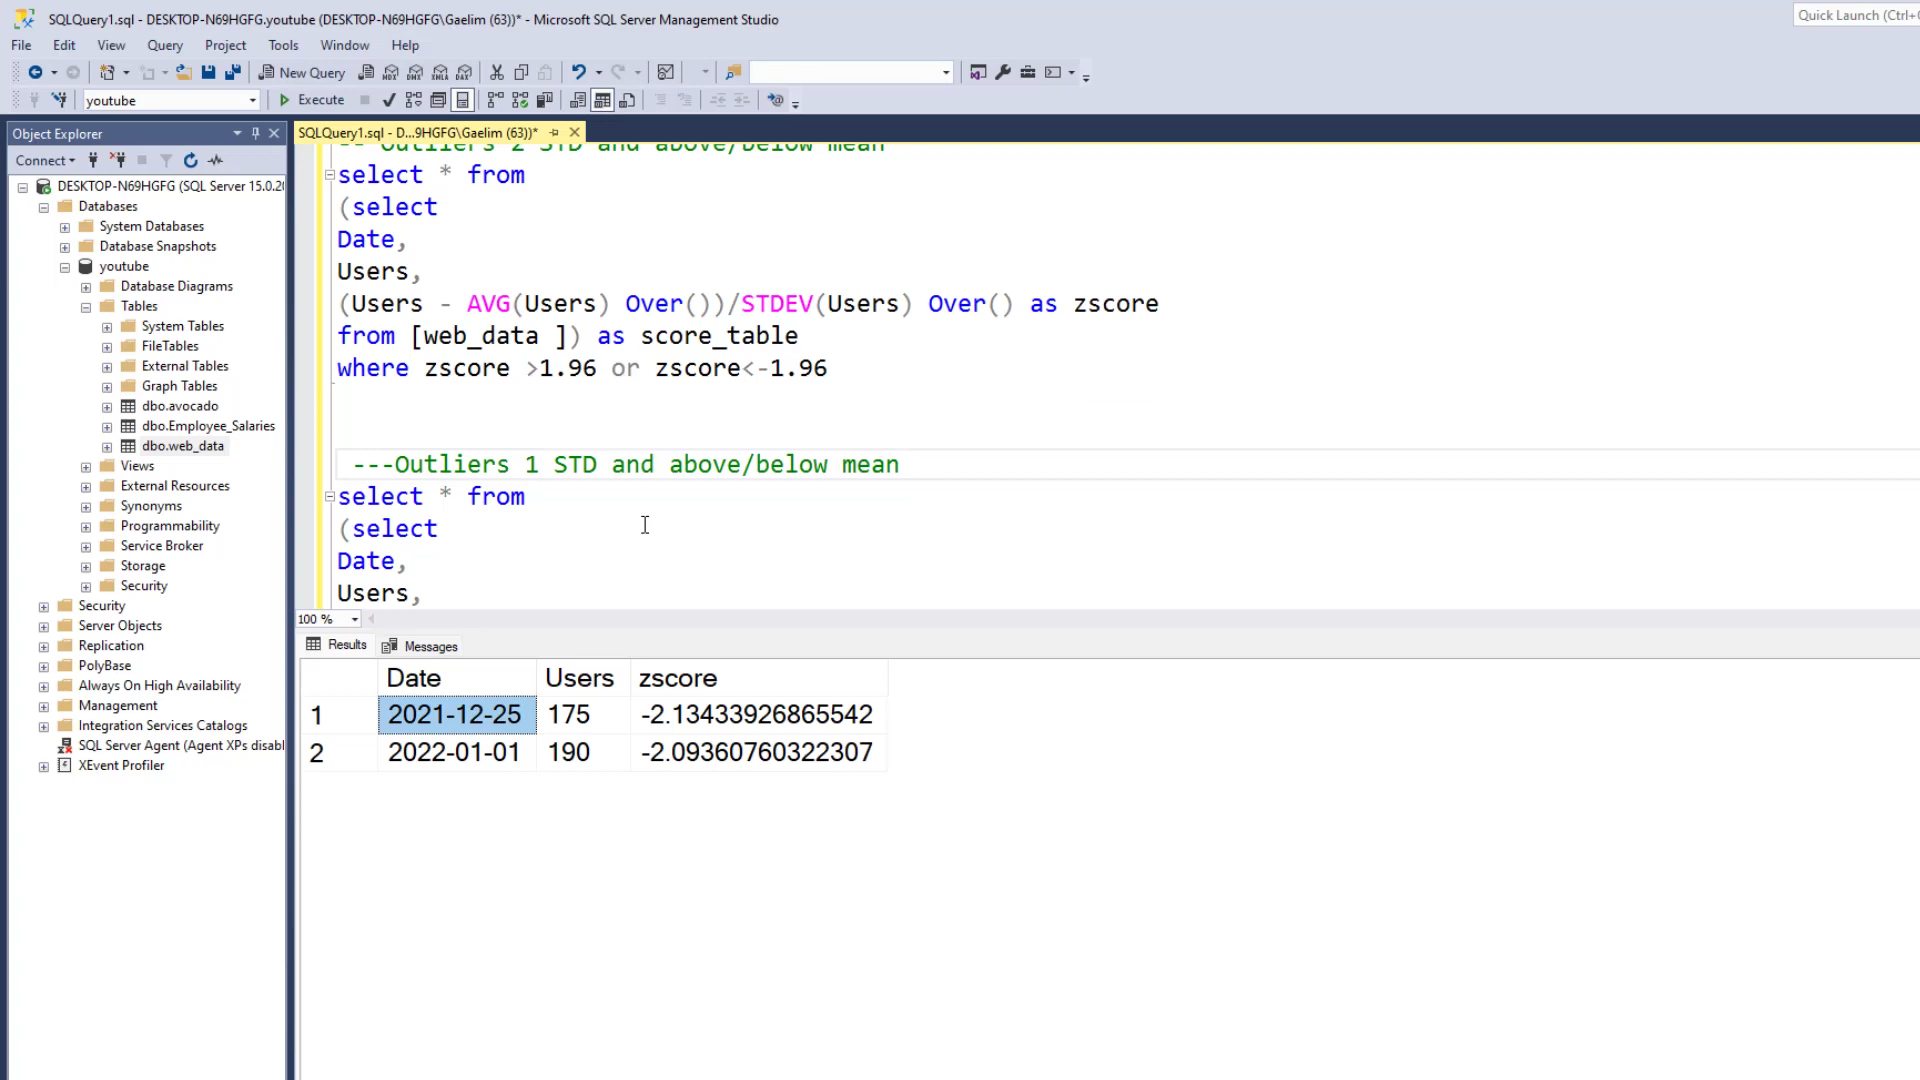 SQLQuery1.sql - DESKTOP-N69HGFG.youtube (DESKTOP-N69HGFG\Gaelim (63))* - Microsoft SQL Server Management Studio
Quick Launch (Ctrl+
File Edit View Query Project Tools Window Help
New Query
youtube
Execute
Object Explorer
SQLQuery1.sql - D...9HGFG\Gaelim (63))*
Connect
DESKTOP-N69HGFG (SQL Server 15.0.20
Databases
System Databases
Database Snapshots
youtube
Database Diagrams
Tables
System Tables
FileTables
External Tables
Graph Tables
dbo.avocado
dbo.Employee_Salaries
dbo.web_data
Views
External Resources
Synonyms
Programmability
Service Broker
Storage
Security
Security
Server Objects
Replication
PolyBase
Always On High Availability
Management
Integration Services Catalogs
SQL Server Agent (Agent XPs disabl
XEvent Profiler
-- Outliers 2 STD and above/below mean
select * from
(select
Date,
Users,
(Users - AVG(Users) Over())/STDEV(Users) Over() as zscore
from [web_data ]) as score_table
where zscore >1.96 or zscore<-1.96
---Outliers 1 STD and above/below mean
select * from
(select
Date,
Users,
100 %
Results Messages
Date Users zscore
1 2021-12-25 175 -2.13433926865542
2 2022-01-01 190 -2.09360760322307